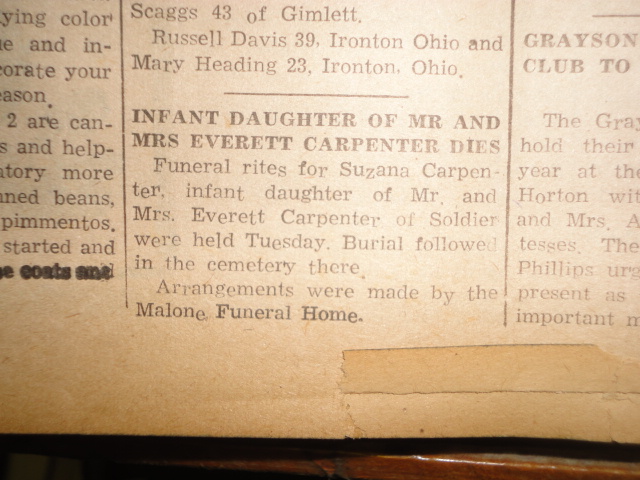 ying color
e and in-
corate your
eason.
2 are can-
s and help-
atory more
nned beans,
pimmentos.
started and
e coats and
Scaggs 43 of Gimlett.
Russell Davis 39, Ironton Ohio and
Mary Heading 23, Ironton, Ohio.
INFANT DAUGHTER OF MR AND
MRS EVERETT CARPENTER DIES
Funeral rites for Suzana Carpen-
ter, infant daughter of Mr. and
Mrs. Everett Carpenter of Soldier
were held Tuesday. Burial followed
in the cemetery there.
Arrangements were made by the
Malone Funeral Home.
GRAYSON
CLUB TO
The Gray
hold their
year at the
Horton wit
and Mrs. A
tesses. The
Phillips urg
present as
important m